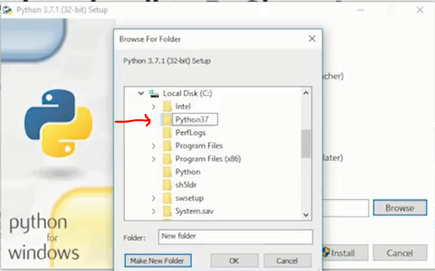 Python 3.7.1 (32-bit) Setup
Browse For Folder
Python 3.7.1 (32-bit) Setup
Local Disk (C:)
Intel
Python37
PerfLogs
Program Files
Program Files (x86)
Python
sh5ldr
swsetup
System.sav
cher)
later)
Browse
Folder:
New folder
Make New Folder
OK
Cancel
Install
Cancel
python
for
windows